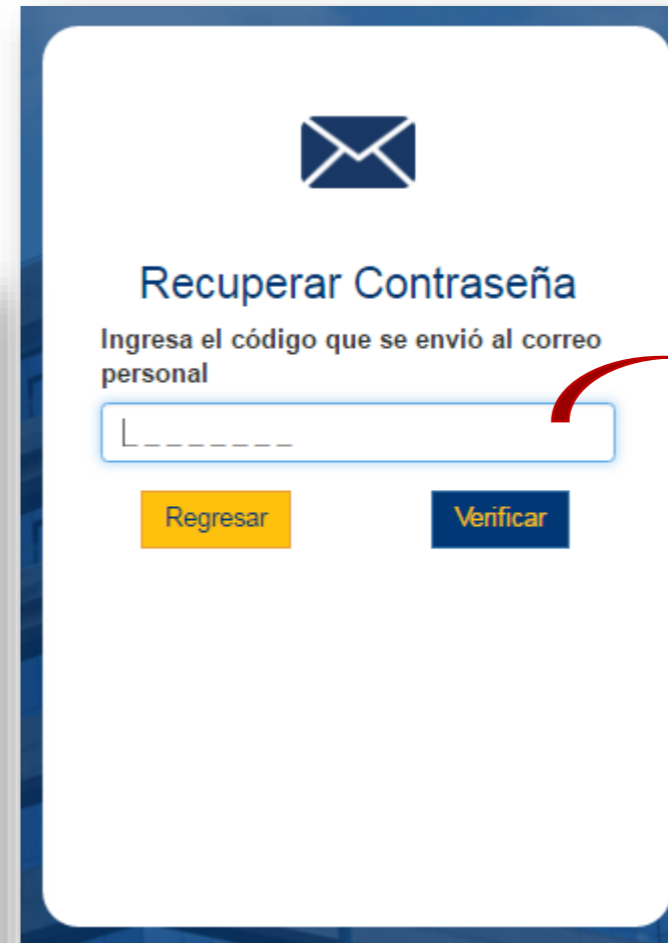 Recuperar Contraseña
Ingresa el código que se envió al correo
personal
_ _ _ _ _ _ _ _
Regresar
Verificar